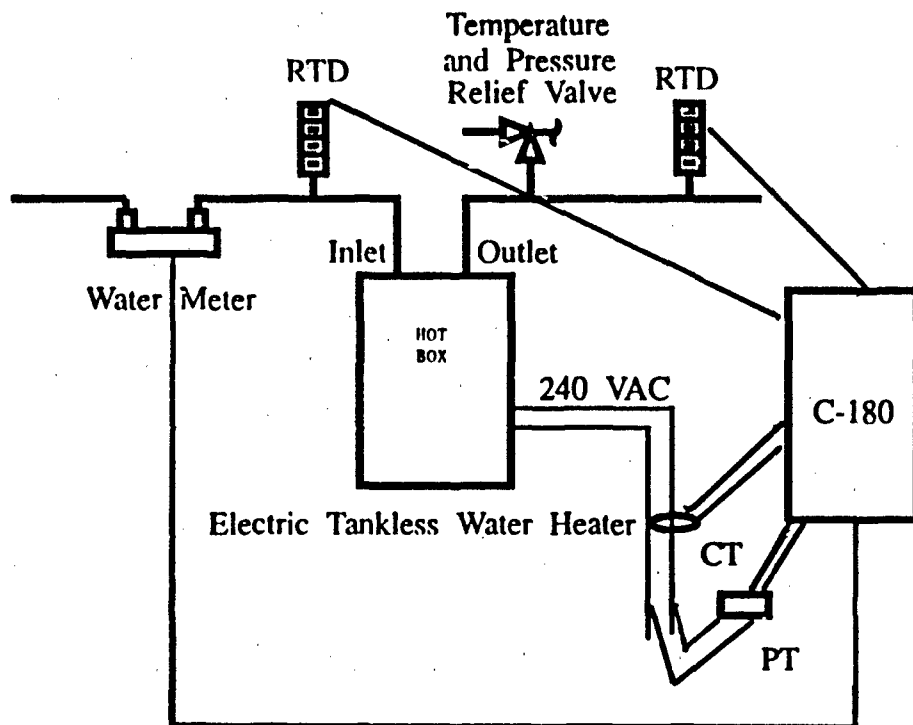 Temperature
and Pressure
Relief Valve
RTD
RTD
Inlet
Outlet
Water Meter
HOT
BOX
240 VAC
C-180
Electric Tankless Water Heater
CT
PT